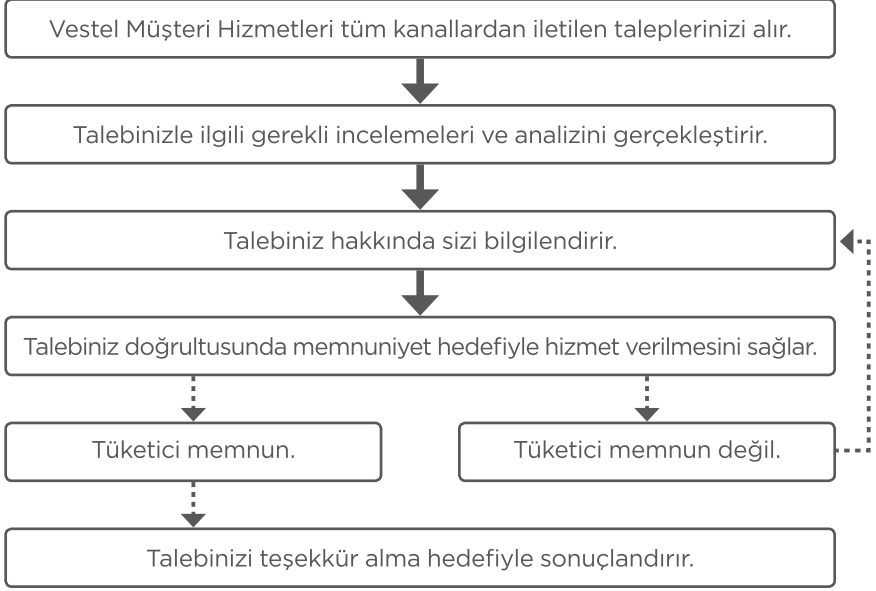 Vestel Müşteri Hizmetleri tüm kanallardan iletilen taleplerinizi alır.
Talebinizle ilgili gerekli incelemeleri ve analizini gerçekleştirir.
Talebiniz hakkında sizi bilgilendirir.
Talebiniz doğrultusunda memnuniyet hedefiyle hizmet verilmesini sağlar.
Tüketici memnun.
Tüketici memnun değil.
Talebinizi teşekkür alma hedefiyle sonuçlandırır.